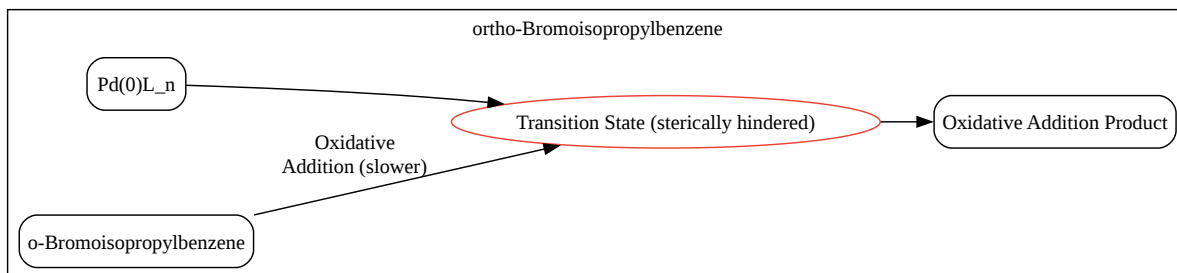 ortho-Bromoisopropylbenzene
Pd(0)L_n
Transition State (sterically hindered)
Oxidative Addition Product
Oxidative
Addition (slower)
o-Bromoisopropylbenzene